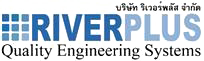 บริษัท ริเวอร์พลัส จำกัด
RIVERPLUS
Quality Engineering Systems